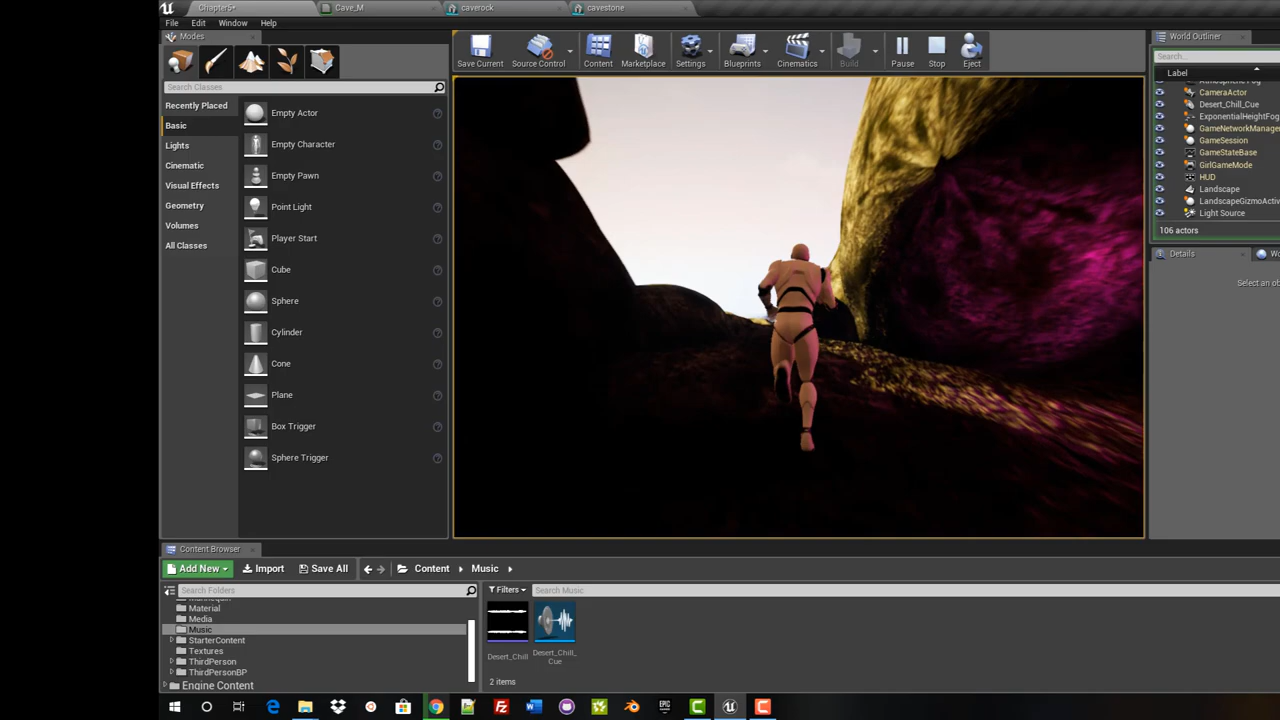 Chapter5*
Cave_M
caverock
cavestone
File Edit Window Help
Modes
Search Classes
Recently Placed
Basic
Lights
Cinematic
Visual Effects
Geometry
Volumes
All Classes
Empty Actor
Empty Character
Empty Pawn
Point Light
Player Start
Cube
Sphere
Cylinder
Cone
Plane
Box Trigger
Sphere Trigger
Save Current
Source Control
Content
Marketplace
Settings
Blueprints
Cinematics
Build
Pause
Stop
Eject
World Outliner
Search...
Label
CameraActor
Desert_Chill_Cue
ExponentialHeightFog
GameNetworkManage
GameSession
GameStateBase
GirlGameMode
HUD
Landscape
LandscapeGizmoActiv
Light Source
106 actors
Details
Wo
Select an ob
Content Browser
Add New
Import
Save All
Content
Music
Search Folders
Material
Media
Music
StarterContent
Textures
ThirdPerson
ThirdPersonBP
Engine Content
Filters
Search Music
Desert_Chill
Desert_Chill_
Cue
2 items
EPIC